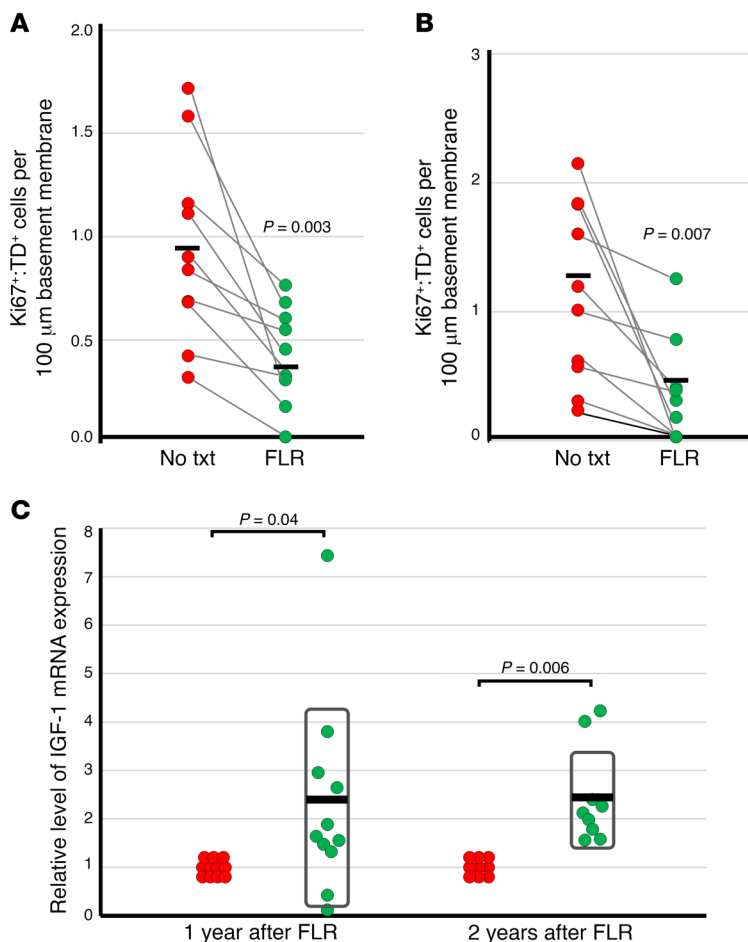 A
Ki67⁺:TD⁺ cells per
100 μm basement membrane
2.0
1.5
1.0
0.5
0.0
P = 0.003
No txt
FLR
B
Ki67⁺:TD⁺ cells per
100 μm basement membrane
3
2
1
0
P = 0.007
No txt
FLR
C
Relative level of IGF-1 mRNA expression
8
7
6
5
4
3
2
1
0
P = 0.04
P = 0.006
1 year after FLR
2 years after FLR